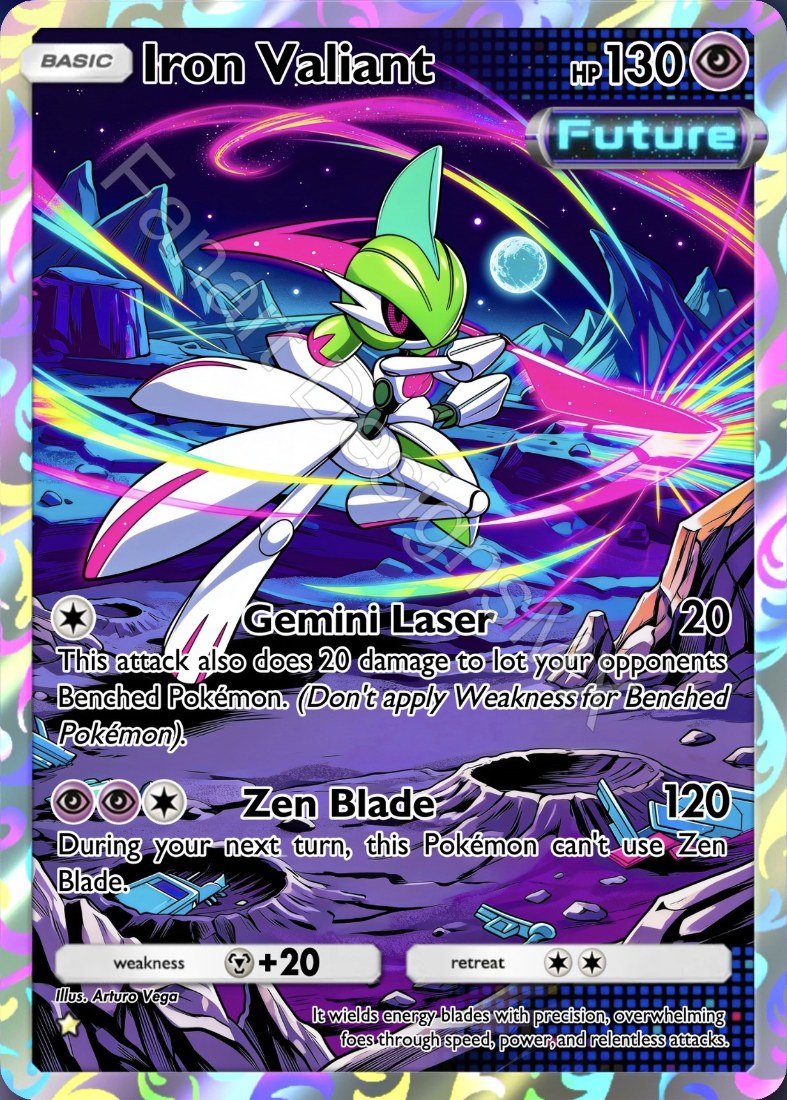 BASIC Iron Valiant HP 130
Future
Gemini Laser 20
This attack also does 20 damage to lot your opponents
Benched Pokémon. (Don't apply Weakness for Benched
Pokémon).
Zen Blade 120
During your next turn, this Pokémon can't use Zen
Blade.
weakness +20 retreat
Illus. Arturo Vega
It wields energy blades with precision, overwhelming
foes through speed, power, and relentless attacks.